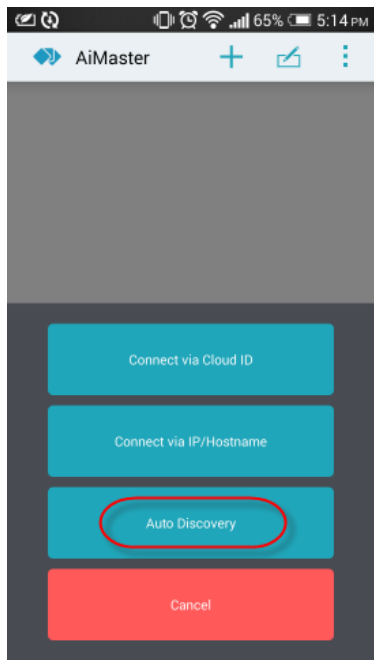 65% 5:14 PM
AiMaster
Connect via Cloud ID
Connect via IP/Hostname
Auto Discovery
Cancel